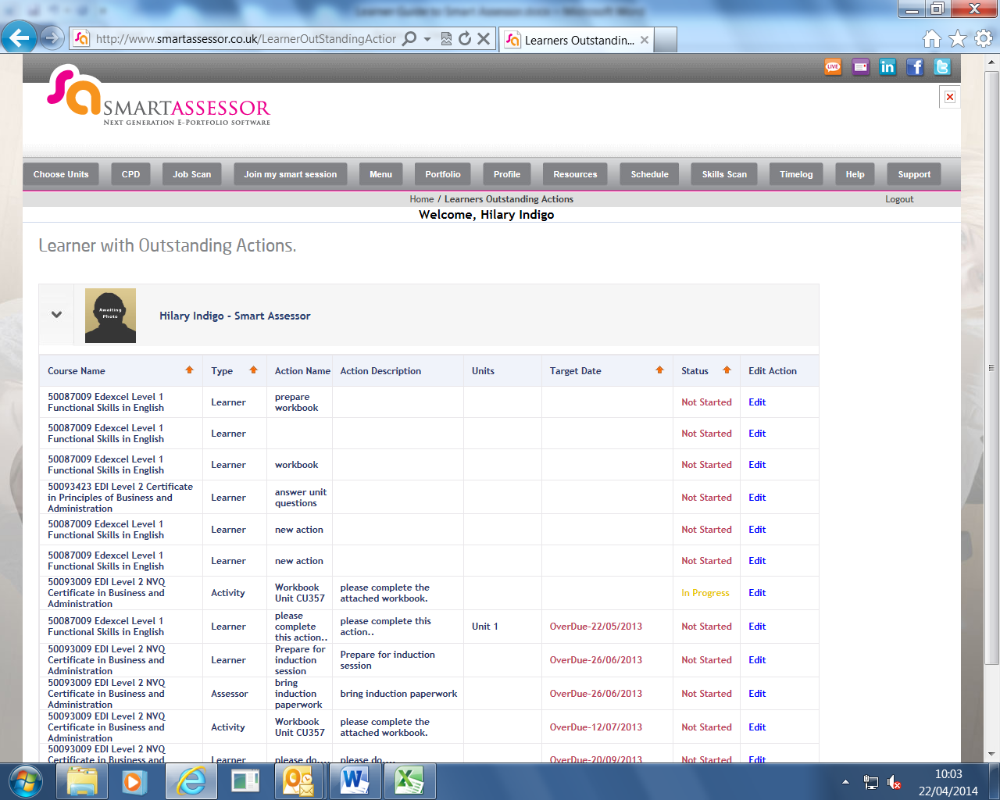 http://www.smartassessor.co.uk/LearnerOutStandingAction
Learners Outstandin...
LIVE
SMARTASSESSOR
NEXT GENERATION E-PORTFOLIO SOFTWARE
Choose Units CPD Job Scan Join my smart session Menu Portfolio Profile Resources Schedule Skills Scan Timelog Help Support
Home / Learners Outstanding Actions Logout
Welcome, Hilary Indigo
Learner with Outstanding Actions.
Awaiting
Photo
Hilary Indigo - Smart Assessor
Course Name Type Action Name Action Description Units Target Date Status Edit Action
50087009 Edexcel Level 1
Functional Skills in English
Learner
prepare
workbook
Not Started
Edit
50087009 Edexcel Level 1
Functional Skills in English
Learner
Not Started
Edit
50087009 Edexcel Level 1
Functional Skills in English
Learner
workbook
Not Started
Edit
50093423 EDI Level 2 Certificate
in Principles of Business and
Administration
Learner
answer unit
questions
Not Started
Edit
50087009 Edexcel Level 1
Functional Skills in English
Learner
new action
Not Started
Edit
50087009 Edexcel Level 1
Functional Skills in English
Learner
new action
Not Started
Edit
50093009 EDI Level 2 NVQ
Certificate in Business and
Administration
Activity
Workbook
Unit CU357
please complete the
attached workbook.
In Progress
Edit
50087009 Edexcel Level 1
Functional Skills in English
Learner
please
complete
this action..
please complete this
action..
Unit 1
OverDue-22/05/2013
Not Started
Edit
50093009 EDI Level 2 NVQ
Certificate in Business and
Administration
Learner
Prepare for
induction
session
Prepare for induction
session
OverDue-26/06/2013
Not Started
Edit
50093009 EDI Level 2 NVQ
Certificate in Business and
Administration
Assessor
bring
induction
paperwork
bring induction paperwork
OverDue-26/06/2013
Not Started
Edit
50093009 EDI Level 2 NVQ
Certificate in Business and
Administration
Activity
Workbook
Unit CU357
please complete the
attached workbook.
OverDue-12/07/2013
Not Started
Edit
50093009 EDI Level 2 NVQ
Certificate in Business and
Learner
please do....
please do....
OverDue-20/09/2013
Not Started
Edit
10:03
22/04/2014